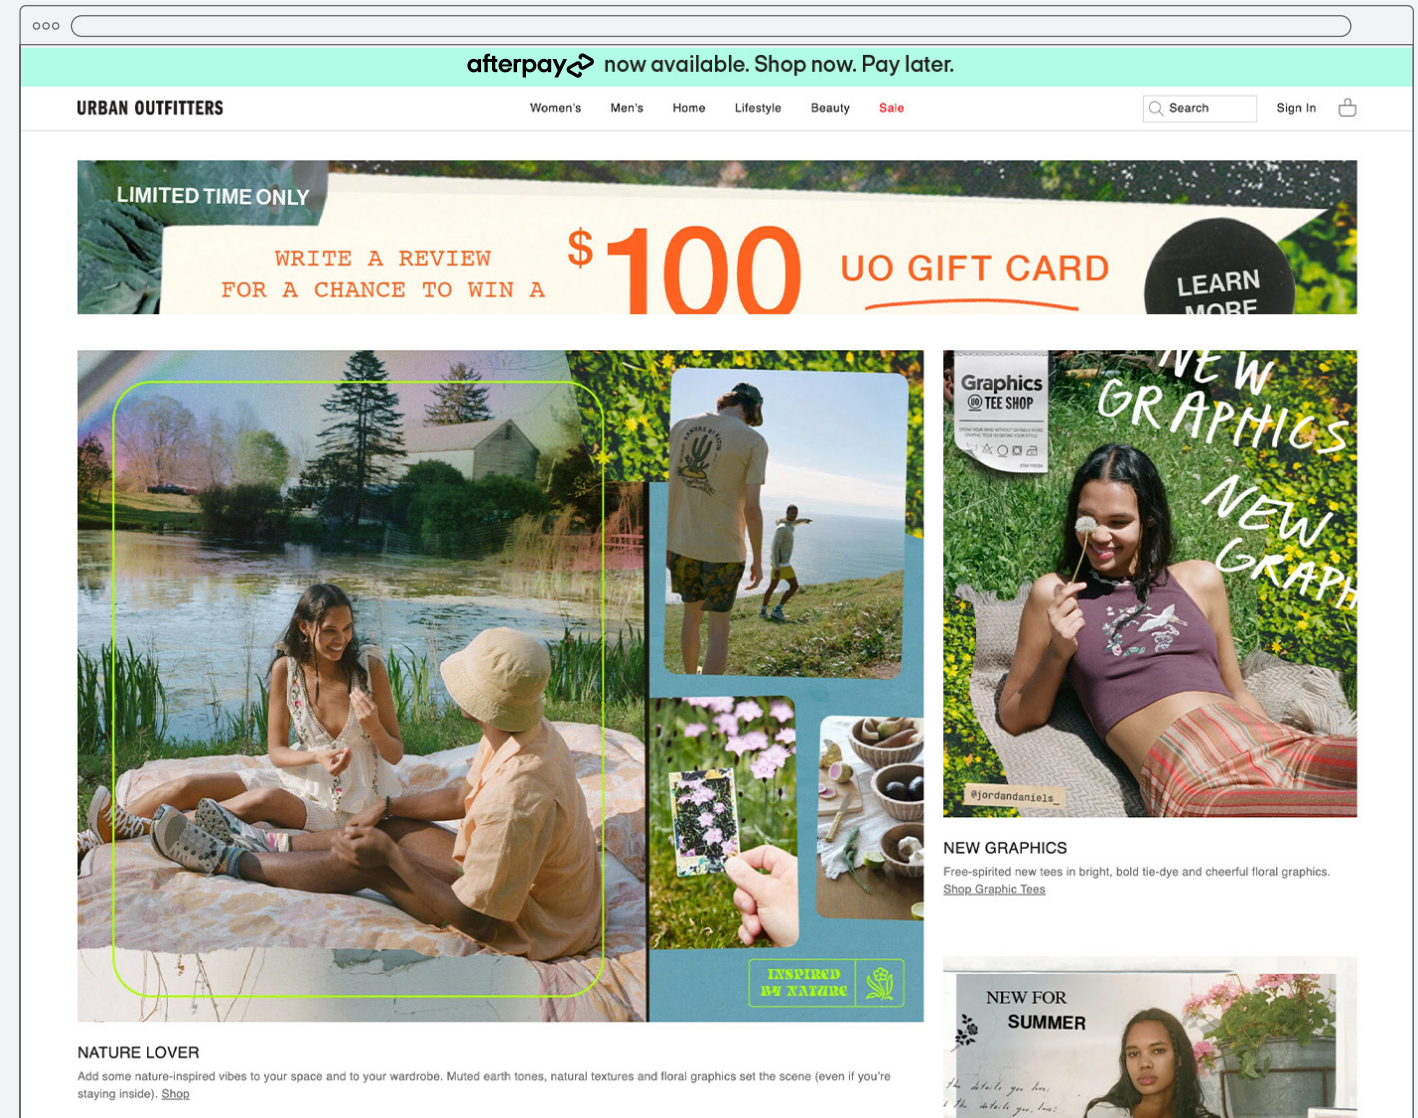 afterpay now available. Shop now. Pay later.
URBAN OUTFITTERS
Women's Men's Home Lifestyle Beauty Sale
Search
Sign In
LIMITED TIME ONLY
WRITE A REVIEW
FOR A CHANCE TO WIN A
$100
UO GIFT CARD
LEARN
MORE
INSPIRED
BY NATURE
NATURE LOVER
Add some nature-inspired vibes to your space and to your wardrobe. Muted earth tones, natural textures and floral graphics set the scene (even if you're
staying inside). Shop
Graphics
UO TEE SHOP
NEW
GRAPHICS
NEW
GRAPH
@jordandaniels_
NEW GRAPHICS
Free-spirited new tees in bright, bold tie-dye and cheerful floral graphics.
Shop Graphic Tees
NEW FOR
SUMMER